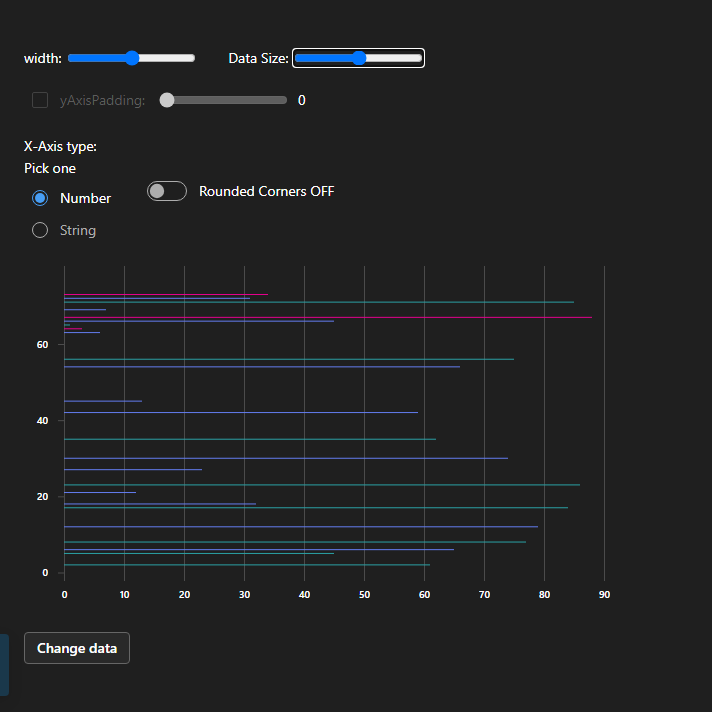 width: Data Size:
yAxisPadding: 0
X-Axis type:
Pick one
Number
Rounded Corners OFF
String
60
40
20
0
0 10 20 30 40 50 60 70 80 90
Change data